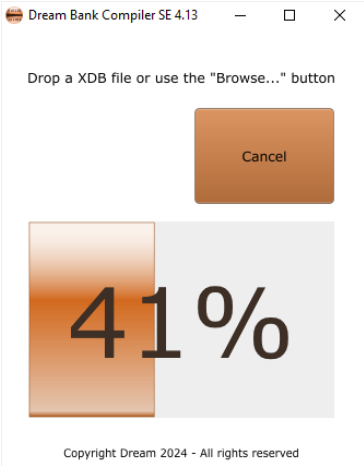 Dream Bank Compiler SE 4.13
Drop a XDB file or use the "Browse..." button
Cancel
41%
Copyright Dream 2024 - All rights reserved